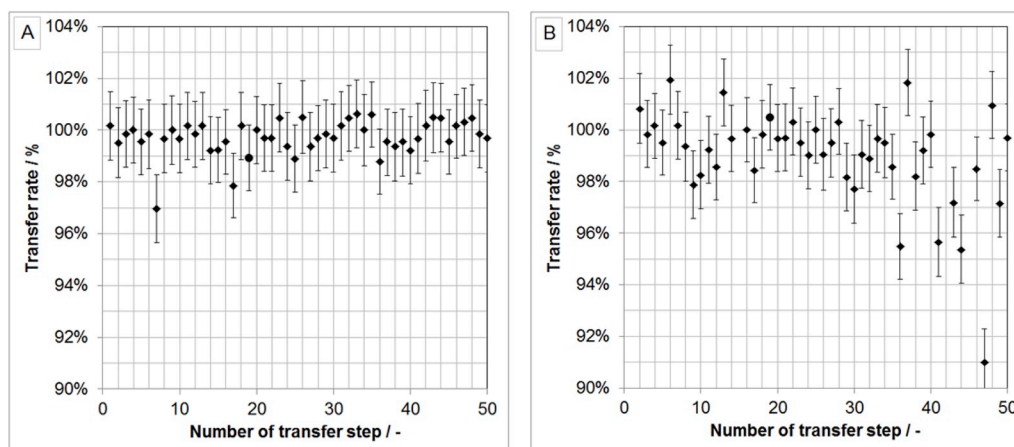 A
104%
102%
100%
98%
96%
94%
92%
90%
Transfer rate / %
0 10 20 30 40 50
Number of transfer step / -
B
104%
102%
100%
98%
96%
94%
92%
90%
Transfer rate / %
0 10 20 30 40 50
Number of transfer step / -